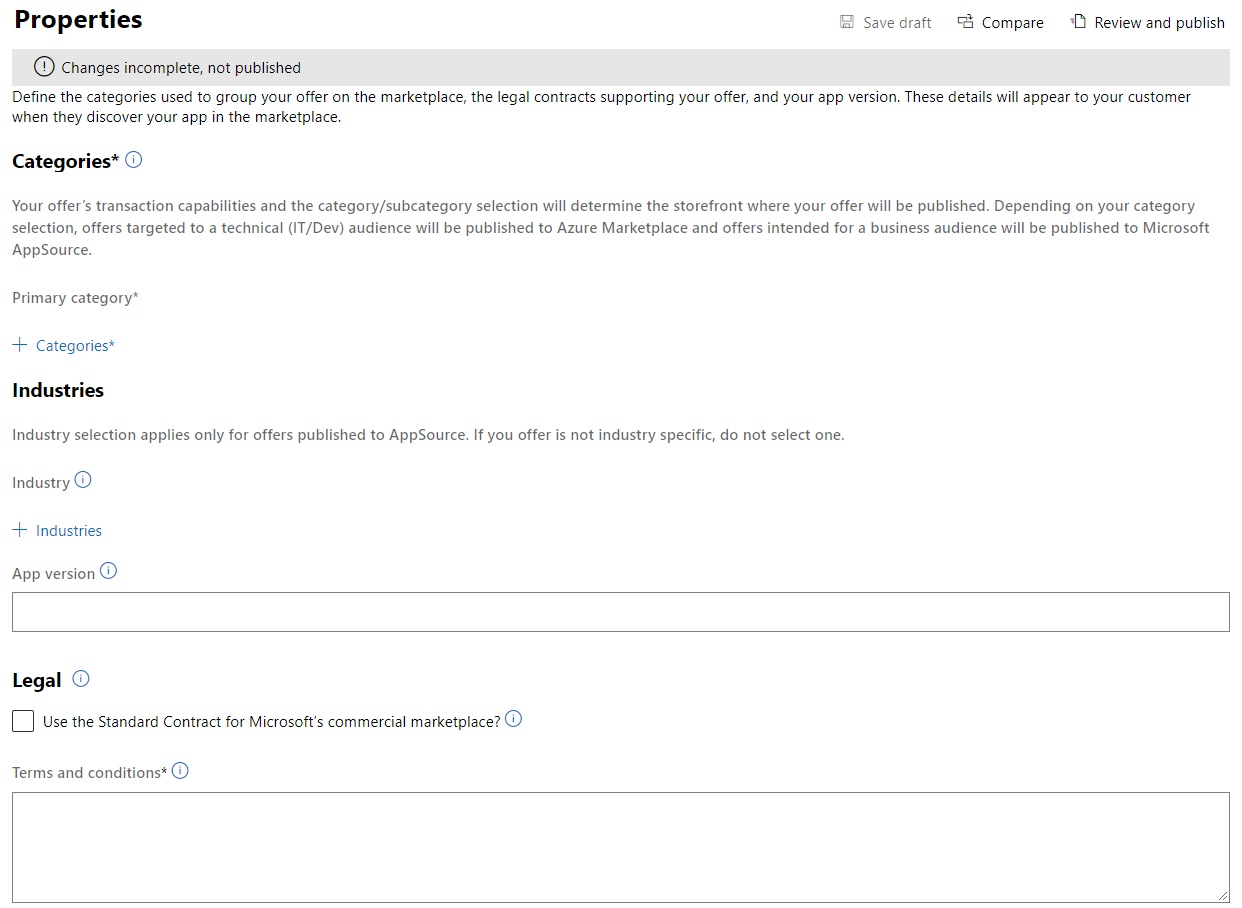 Properties
Save draft
Compare
Review and publish
Changes incomplete, not published
Define the categories used to group your offer on the marketplace, the legal contracts supporting your offer, and your app version. These details will appear to your customer
when they discover your app in the marketplace.
Categories*
Your offer’s transaction capabilities and the category/subcategory selection will determine the storefront where your offer will be published. Depending on your category
selection, offers targeted to a technical (IT/Dev) audience will be published to Azure Marketplace and offers intended for a business audience will be published to Microsoft
AppSource.
Primary category*
+ Categories*
Industries
Industry selection applies only for offers published to AppSource. If you offer is not industry specific, do not select one.
Industry
+ Industries
App version
Legal
Use the Standard Contract for Microsoft’s commercial marketplace?
Terms and conditions*